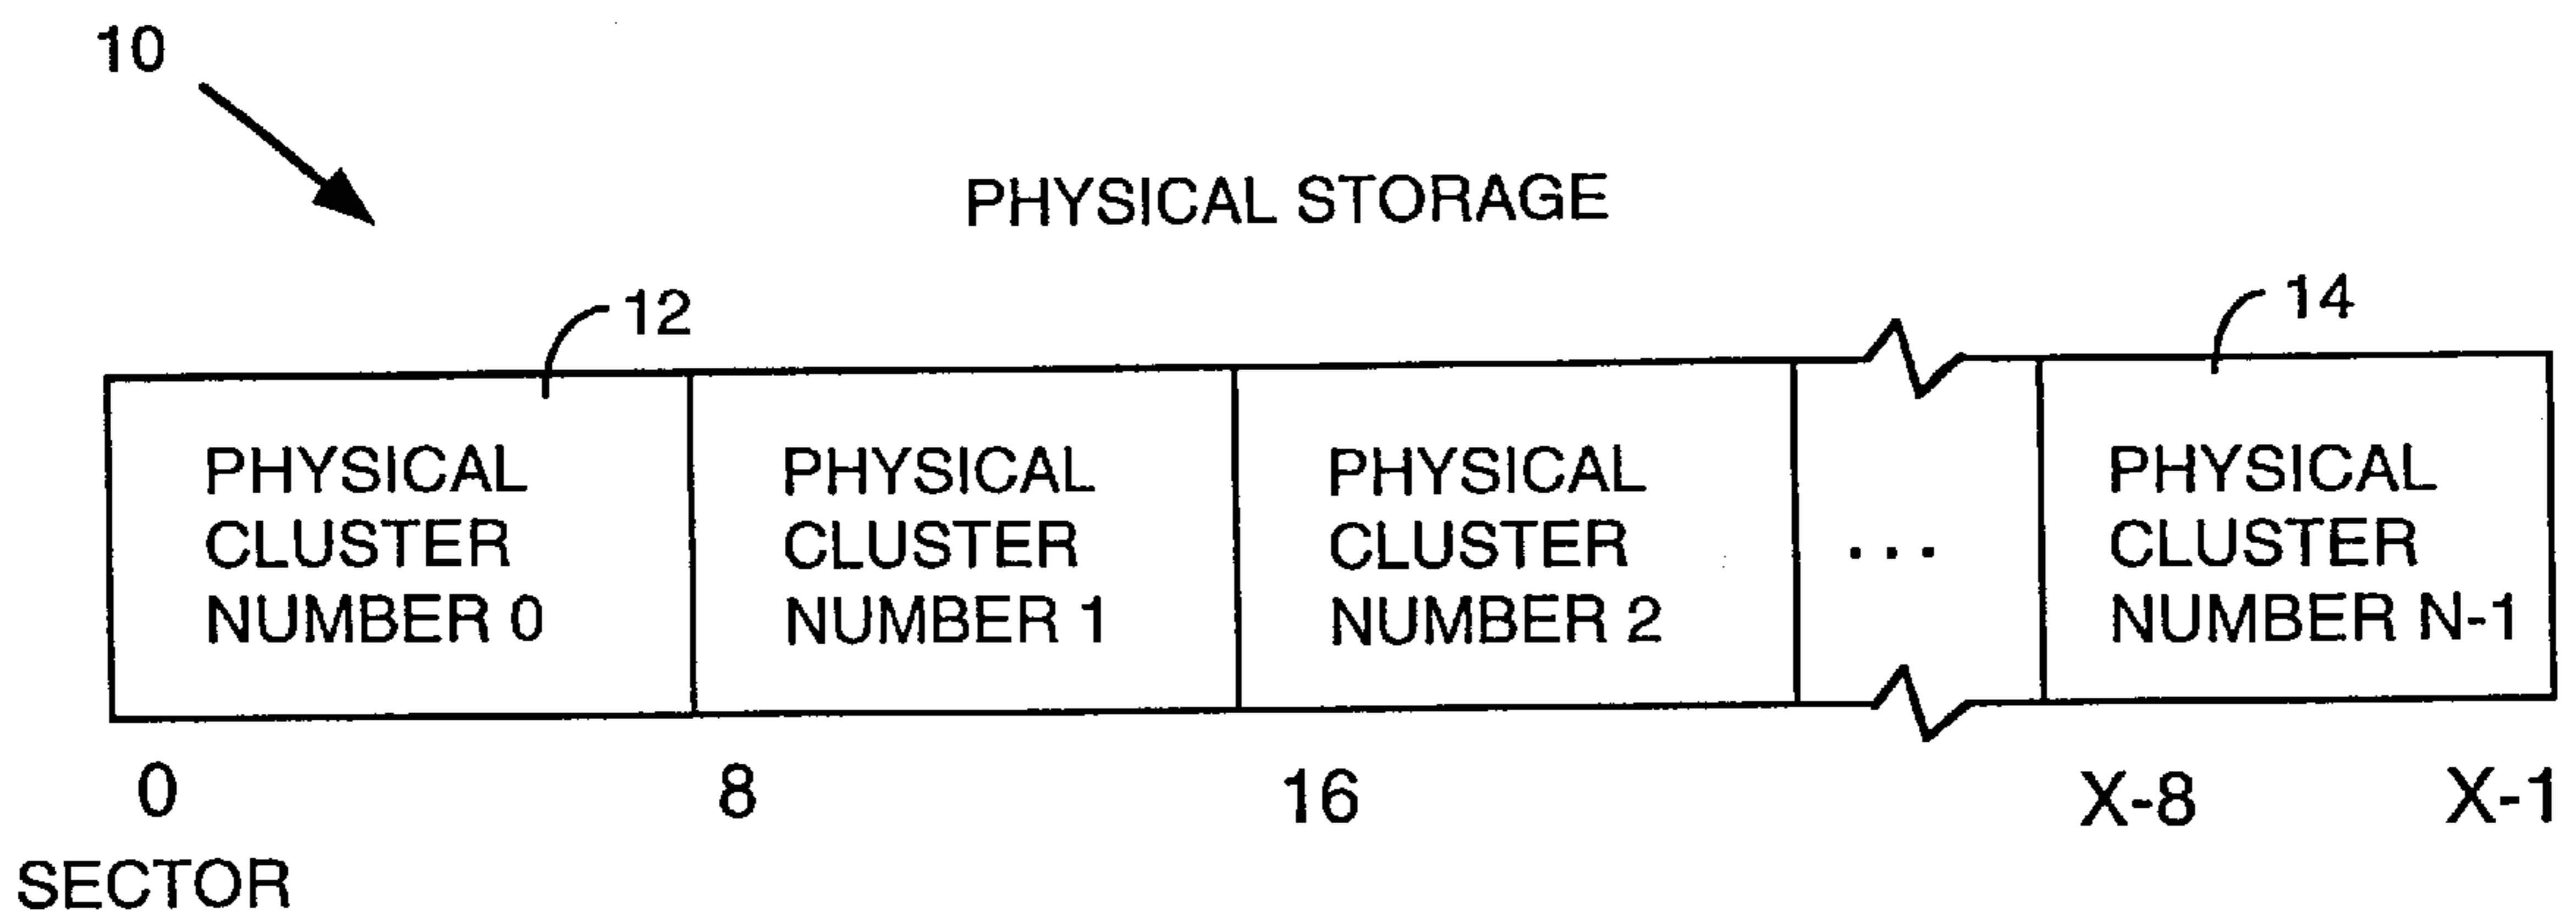 10
PHYSICAL STORAGE
12
14
PHYSICAL
CLUSTER
NUMBER 0
PHYSICAL
CLUSTER
NUMBER 1
PHYSICAL
CLUSTER
NUMBER 2
...
PHYSICAL
CLUSTER
NUMBER N-1
0 8 16 X-8 X-1
SECTOR